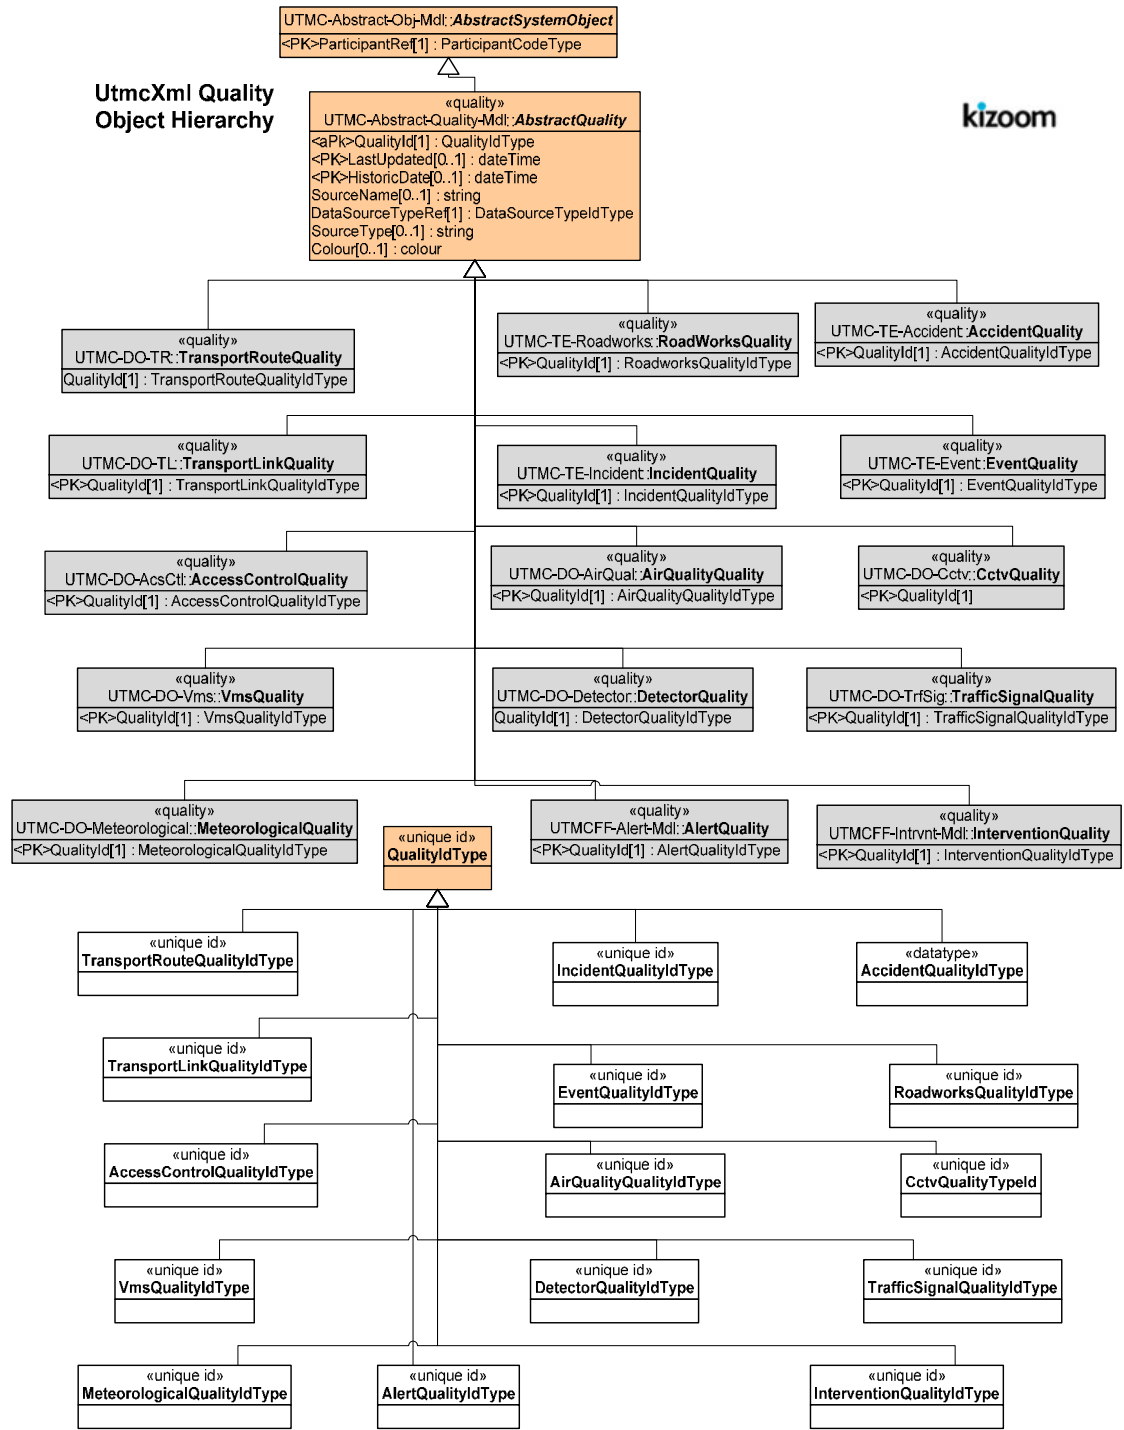 UTMC-Abstract-Obj-Mdl::AbstractSystemObject
<PK>ParticipantRef[1] : ParticipantCodeType
UtmcXml Quality
Object Hierarchy
kizoom
«quality»
UTMC-Abstract-Quality-Mdl::AbstractQuality
<aPk>QualityId[1] : QualityIdType
<PK>LastUpdated[0..1] : dateTime
<PK>HistoricDate[0..1] : dateTime
SourceName[0..1] : string
DataSourceTypeRef[1] : DataSourceTypeIdType
SourceType[0..1] : string
Colour[0..1] : colour
«quality»
UTMC-DO-TR::TransportRouteQuality
QualityId[1] : TransportRouteQualityIdType
«quality»
UTMC-TE-Roadworks::RoadWorksQuality
<PK>QualityId[1] : RoadworksQualityIdType
«quality»
UTMC-TE-Accident::AccidentQuality
<PK>QualityId[1] : AccidentQualityIdType
«quality»
UTMC-DO-TL::TransportLinkQuality
<PK>QualityId[1] : TransportLinkQualityIdType
«quality»
UTMC-TE-Incident::IncidentQuality
<PK>QualityId[1] : IncidentQualityIdType
«quality»
UTMC-TE-Event::EventQuality
<PK>QualityId[1] : EventQualityIdType
«quality»
UTMC-DO-AcsCtl::AccessControlQuality
<PK>QualityId[1] : AccessControlQualityIdType
«quality»
UTMC-DO-AirQual::AirQualityQuality
<PK>QualityId[1] : AirQualityQualityIdType
«quality»
UTMC-DO-Cctv::CctvQuality
<PK>QualityId[1]
«quality»
UTMC-DO-Vms::VmsQuality
<PK>QualityId[1] : VmsQualityIdType
«quality»
UTMC-DO-Detector::DetectorQuality
QualityId[1] : DetectorQualityIdType
«quality»
UTMC-DO-TrfSig::TrafficSignalQuality
<PK>QualityId[1] : TrafficSignalQualityIdType
«quality»
UTMC-DO-Meteorological::MeteorologicalQuality
<PK>QualityId[1] : MeteorologicalQualityIdType
«quality»
UTMCFF-Alert-Mdl::AlertQuality
<PK>QualityId[1] : AlertQualityIdType
«quality»
UTMCFF-Intrvnt-Mdl::InterventionQuality
<PK>QualityId[1] : InterventionQualityIdType
«unique id»
QualityIdType
«unique id»
TransportRouteQualityIdType
«unique id»
IncidentQualityIdType
«datatype»
AccidentQualityIdType
«unique id»
TransportLinkQualityIdType
«unique id»
EventQualityIdType
«unique id»
RoadworksQualityIdType
«unique id»
AccessControlQualityIdType
«unique id»
AirQualityQualityIdType
«unique id»
CctvQualityTypeId
«unique id»
VmsQualityIdType
«unique id»
DetectorQualityIdType
«unique id»
TrafficSignalQualityIdType
«unique id»
MeteorologicalQualityIdType
«unique id»
AlertQualityIdType
«unique id»
InterventionQualityIdType